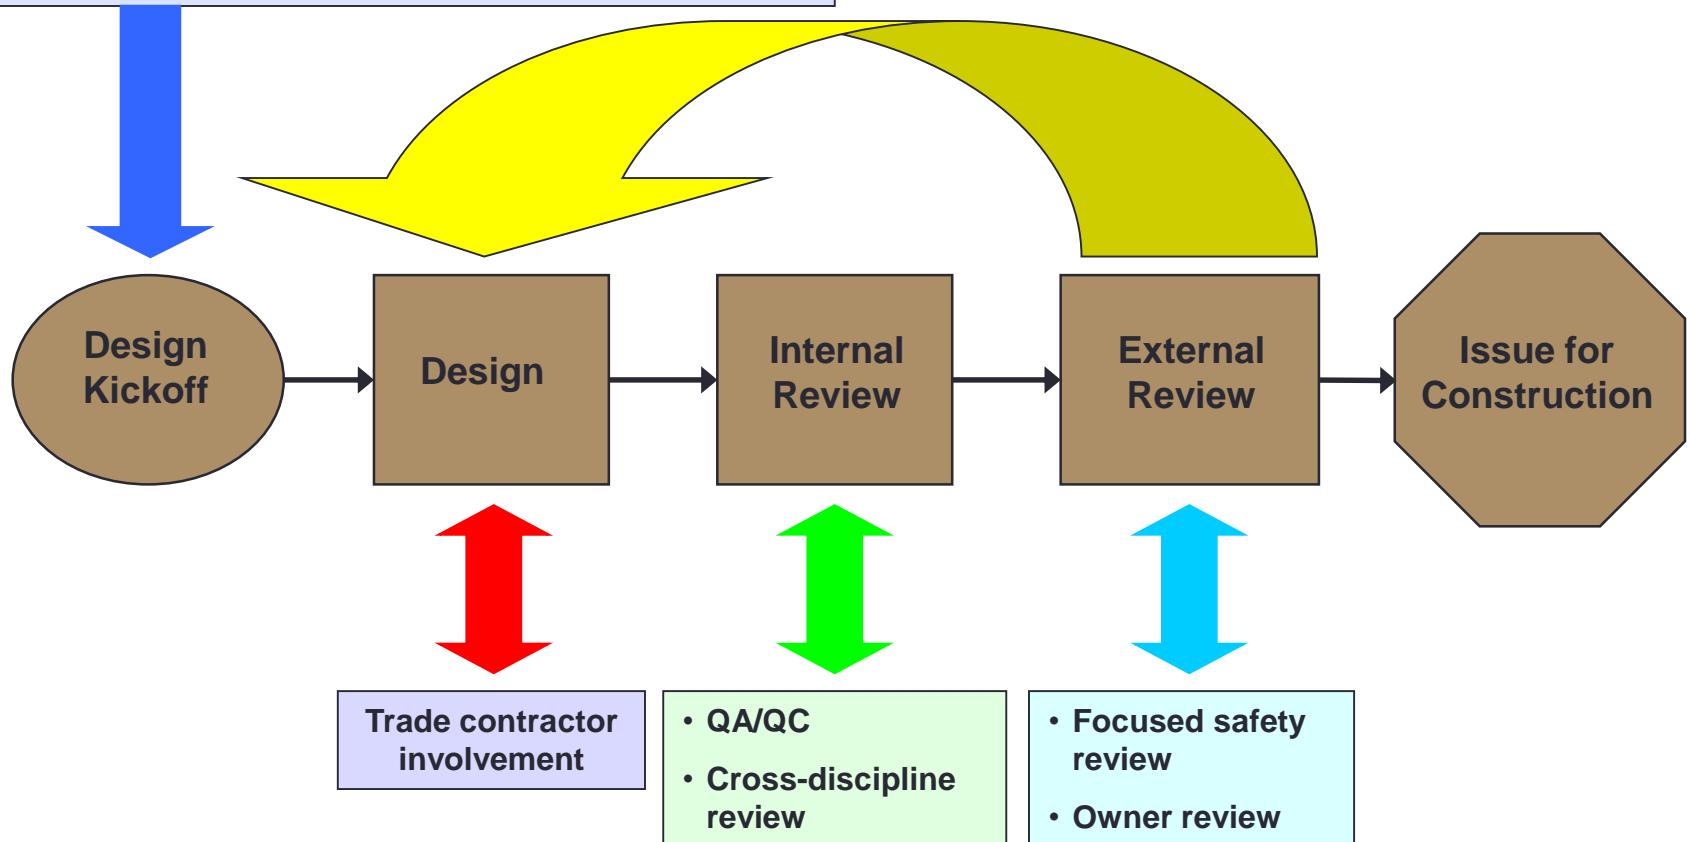 Design
Kickoff
Design
Internal
Review
External
Review
Issue for
Construction
Trade contractor
involvement
• QA/QC
• Cross-discipline
review
• Focused safety
review
• Owner review